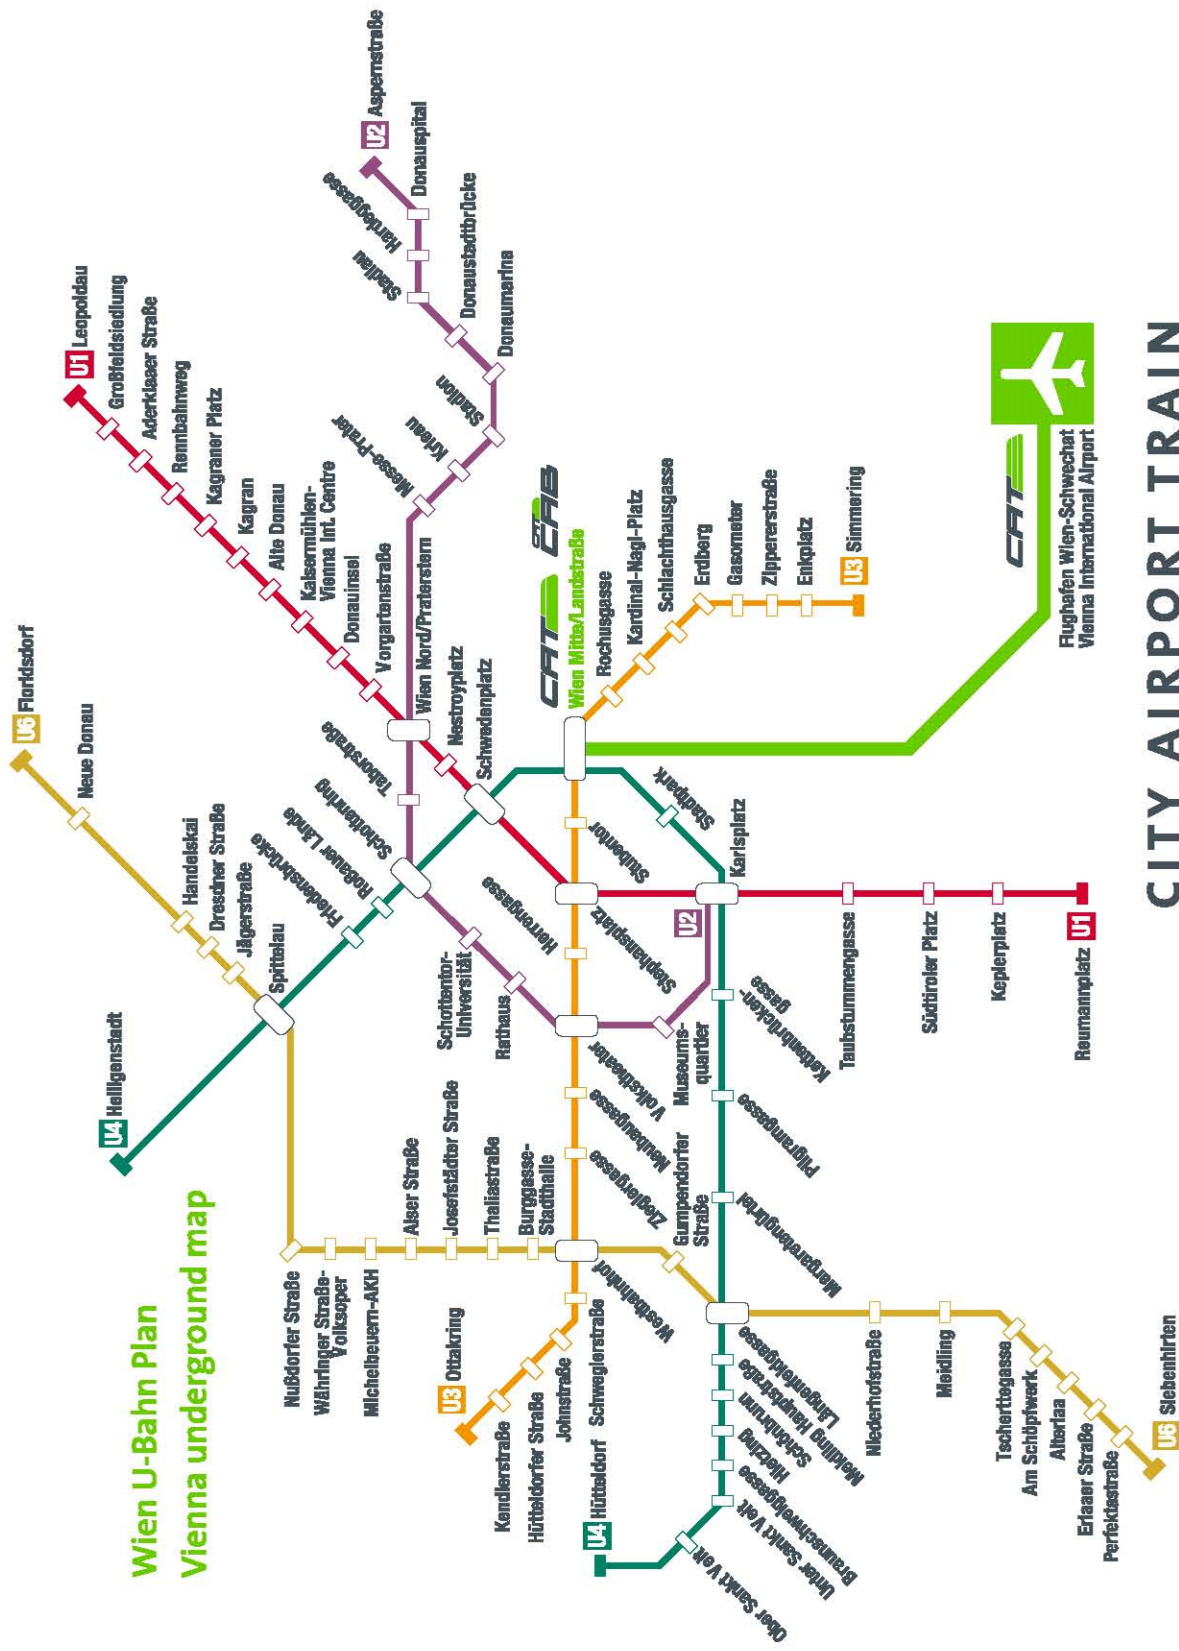 Wien U-Bahn Plan
Vienna underground map
U6 Floridsdorf
Neue Donau
Handelskai
Dresdner Straße
Jägerstraße
Spittelau
U4 Heiligenstadt
Friedensbrücke
Roßauer Lände
Schottenring
Taborstraße
U1 Leopoldau
Großfeldsiedlung
Aderklaaer Straße
Rennbahnweg
Kagraner Platz
Kagran
Alte Donau
Kaisermühlen-
Vienna Int. Centre
Donauinsel
Vorgartenstraße
Wien Nord/Praterstern
Nestroyplatz
Schwedenplatz
U2 Aspernstraße
Donauspital
Hardeggasse
Stadlau
Donaustadtbrücke
Donaumarina
Stadion
Krieau
Messe-Prater
Nußdorfer Straße
Währinger Straße-
Volksoper
Michelbeuern-AKH
Alser Straße
Josefstädter Straße
Thaliastraße
Burggasse-
Stadthalle
Schottentor-
Universität
Rathaus
Herrengasse
Stubentor
Stephansplatz
Volkstheater
Neubaugasse
Zieglergasse
Westbahnhof
U3 Ottakring
Kendlerstraße
Hütteldorfer Straße
Johnstraße
Schweglerstraße
CAT
CAT CAB
Wien Mitte/Landstraße
Rochusgasse
Kardinal-Nagl-Platz
Schlachthausgasse
Erdberg
Gasometer
Zippererstraße
Enkplatz
U3 Simmering
Stadtpark
Karlsplatz
U2
Museums-
quartier
Kettenbrücken-
gasse
Pilgramgasse
Margaretengürtel
Gumpendorfer
Straße
Längenfeldgasse
Meidling Hauptstraße
Schönbrunn
Hietzing
Braunschweiggasse
Unter Sankt Veit
Ober Sankt Veit
U4 Hütteldorf
Taubstummengasse
Südtiroler Platz
Keplerplatz
Reumannplatz U1
Niederhofstraße
Meidling
Tscherttegasse
Am Schöpfwerk
Alterlaa
Erlaaer Straße
Perfektastraße
U6 Siebenhirten
CAT
Flughafen Wien-Schwechat
Vienna International Airport
CITY AIRPORT TRAIN